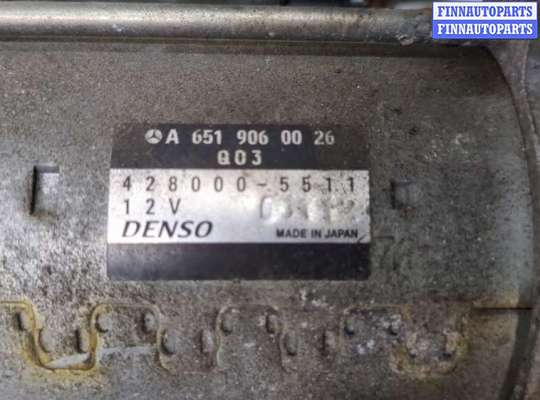 FINNAUTOPARTS
FINNAUTOPARTS
A 651 906 00 26
Q03
428000-5511
12V
DENSO
MADE IN JAPAN